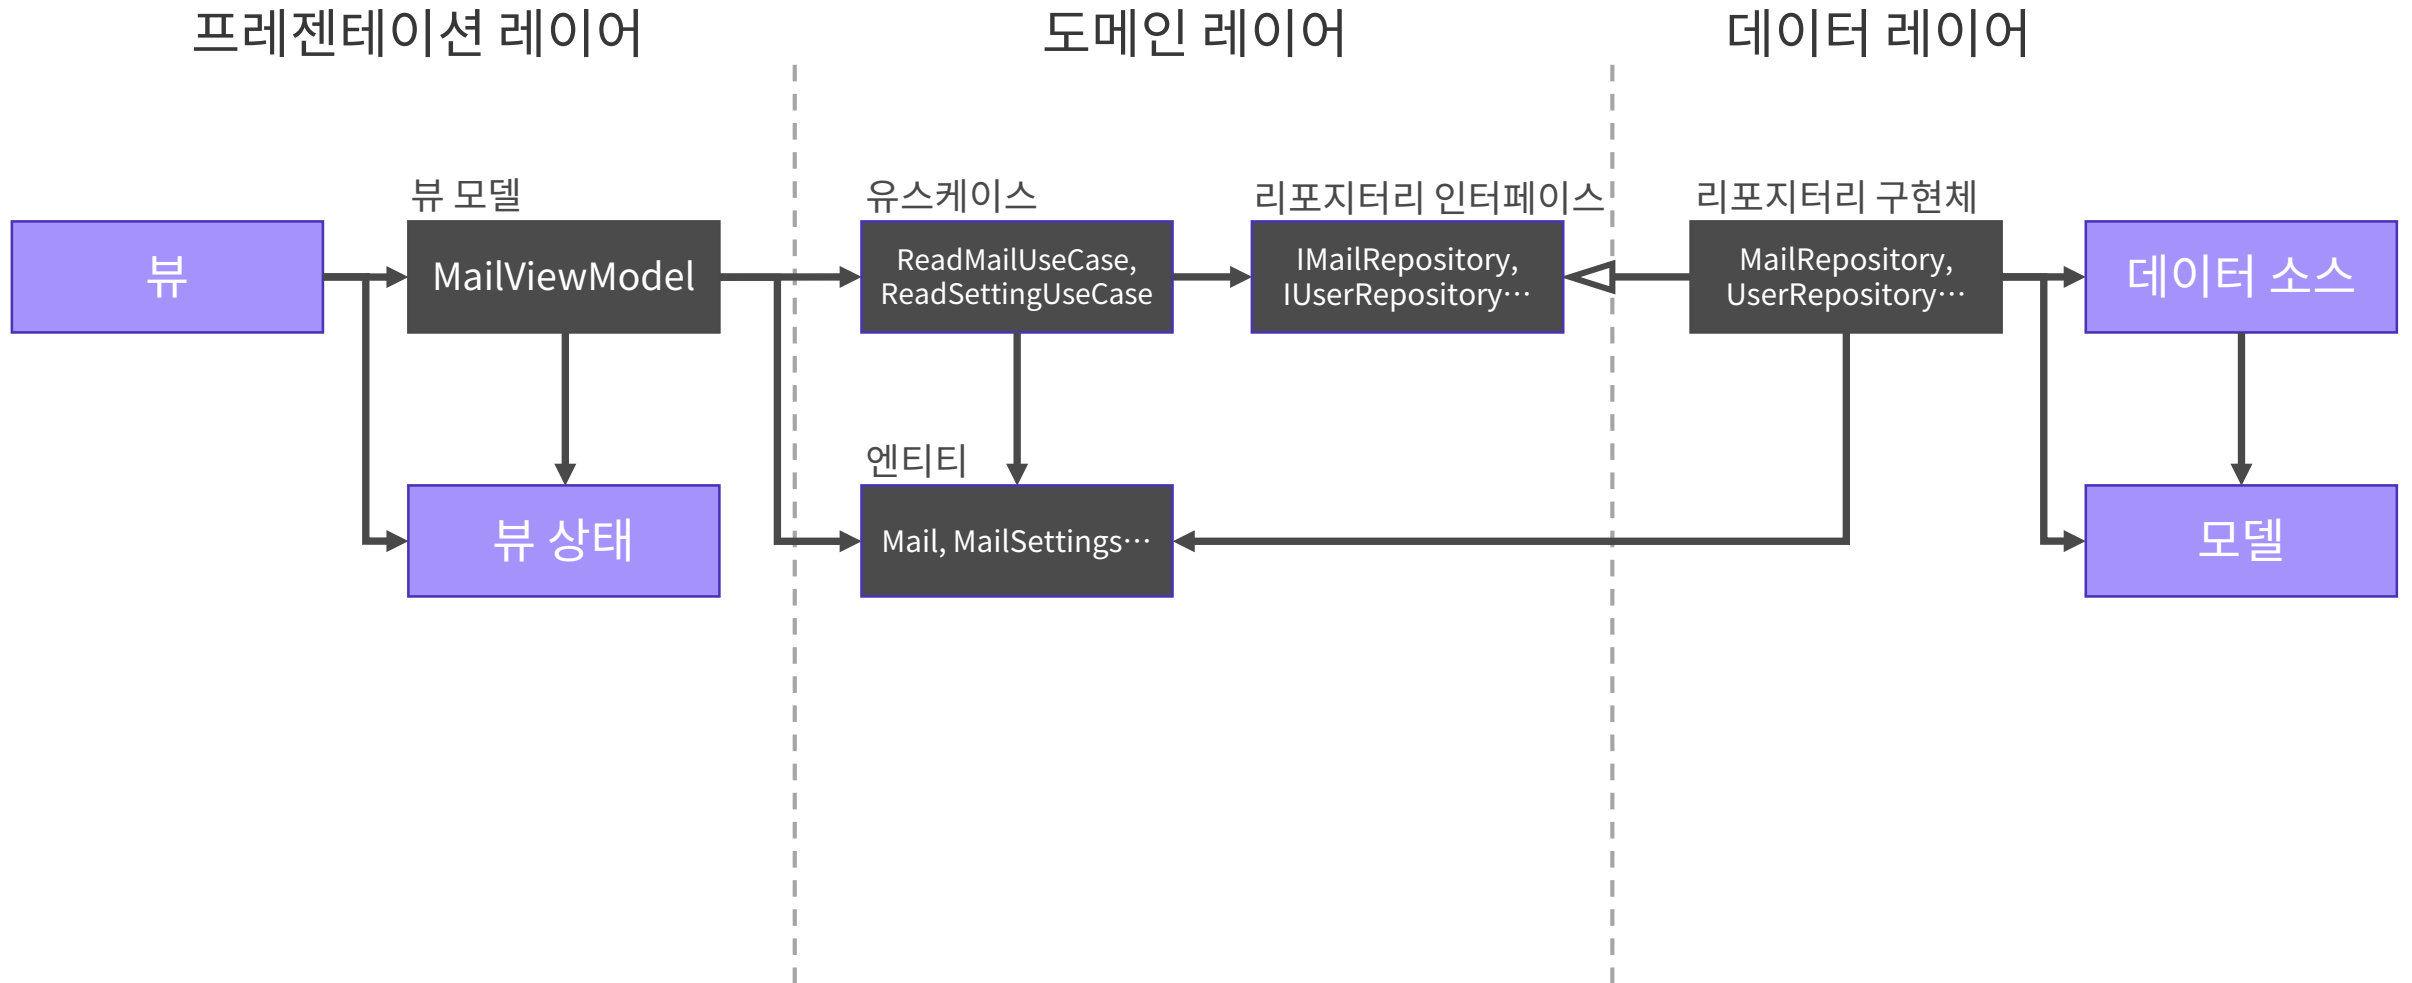 프레젠테이션 레이어
도메인 레이어
데이터 레이어
뷰 모델
유스케이스
리포지터리 인터페이스
리포지터리 구현체
뷰
MailViewModel
ReadMailUseCase,
ReadSettingUseCase
IMailRepository,
IUserRepository…
MailRepository,
UserRepository…
데이터 소스
엔티티
뷰 상태
Mail, MailSettings…
모델